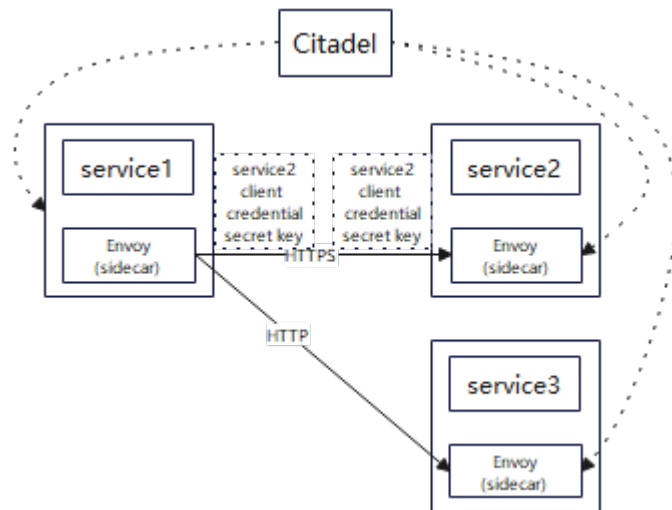 Citadel
service1
Envoy
(sidecar)
service2
client
credential
secret key
service2
client
credential
secret key
HTTPS
service2
Envoy
(sidecar)
HTTP
service3
Envoy
(sidecar)